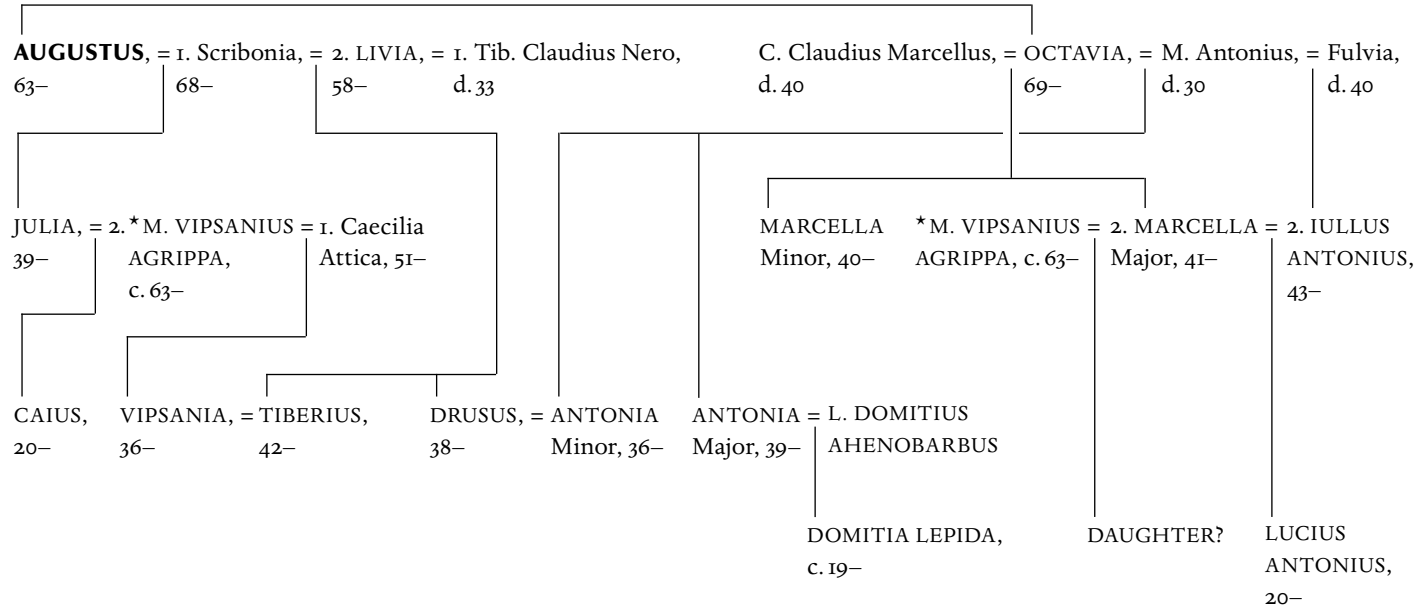 AUGUSTUS, = 1. Scribonia, = 2. LIVIA, = 1. Tib. Claudius Nero,
63– 68– 58– d. 33
C. Claudius Marcellus, = OCTAVIA, = M. Antonius, = Fulvia,
d. 40 69– d. 30 d. 40
JULIA, = 2. *M. VIPSANIUS = 1. Caecilia
39– AGRIPPA, Attica, 51–
c. 63–
MARCELLA
Minor, 40–
*M. VIPSANIUS = 2. MARCELLA = 2. IULLUS
AGRIPPA, c. 63– Major, 41– ANTONIUS,
43–
CAIUS, VIPSANIA, = TIBERIUS, DRUSUS, = ANTONIA
20– 36– 42– 38– Minor, 36–
ANTONIA = L. DOMITIUS
Major, 39– AHENOBARBUS
DOMITIA LEPIDA,
c. 19–
DAUGHTER?
LUCIUS
ANTONIUS,
20–